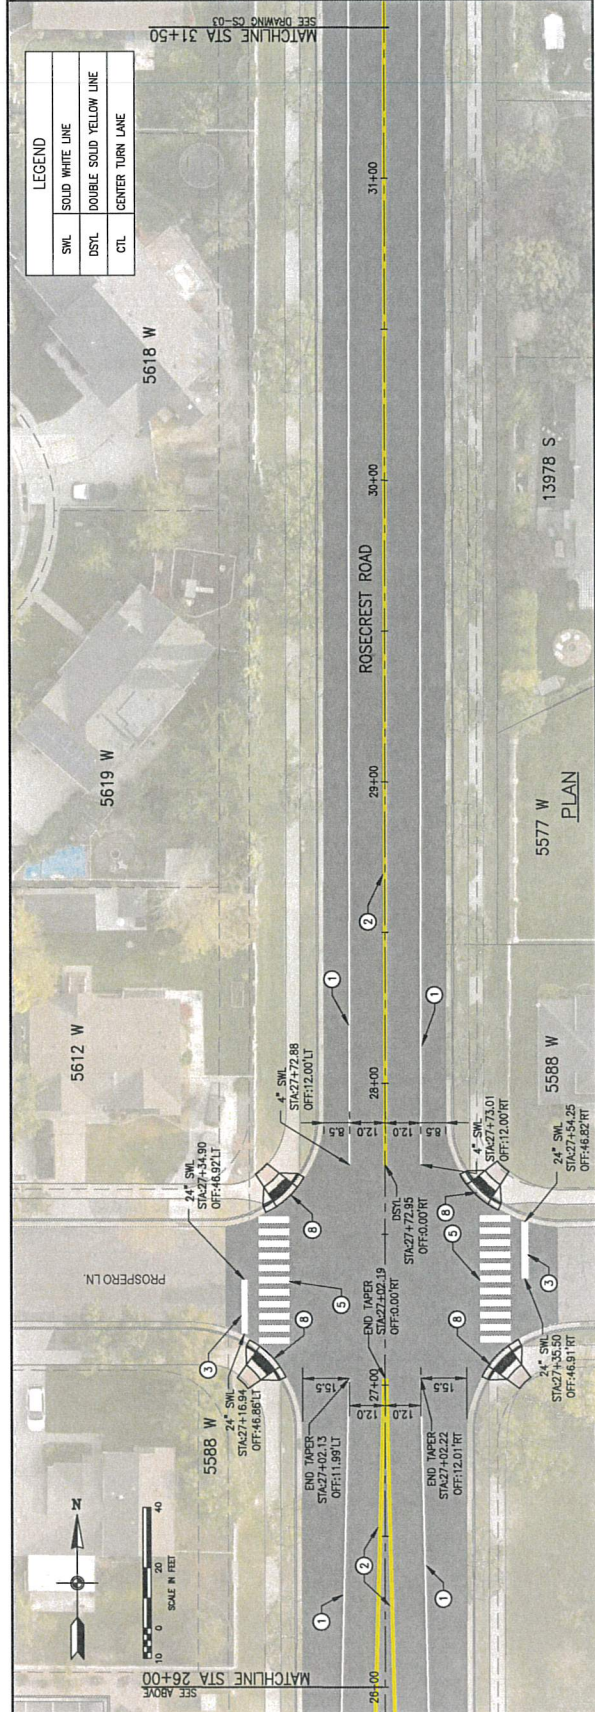 MATCHLINE STA 26+00
SEE ABOVE
N
10 0 20 40
SCALE IN FEET
5588 W
24" SWL
STA:27+16.94
OFF:46.86'LT
24" SWL
STA:27+34.90
OFF:46.92'LT
PROSPERO LN.
5612 W
5619 W
5618 W
LEGEND
SWL SOLID WHITE LINE
DSYL DOUBLE SOLID YELLOW LINE
CTL CENTER TURN LANE
MATCHLINE STA 31+50
SEE DRAWING CS-03
3
8
5
8
4" SWL
STA:27+72.88
OFF:12.00'LT
END TAPER
STA:27+02.13
OFF:11.99'LT
END TAPER
STA:27+02.19
OFF:0.00'RT
DSYL
STA:27+72.95
OFF:0.00'RT
END TAPER
STA:27+02.22
OFF:12.01'RT
4" SWL
STA:27+73.01
OFF:12.00'RT
15.5
12.0
12.0
15.5
8.5
12.0
12.0
8.5
1
2
1
1
2
1
ROSECREST ROAD
26+00
27+00
28+00
29+00
30+00
31+00
8
5
8
3
24" SWL
STA:27+35.50
OFF:46.91'RT
24" SWL
STA:27+54.25
OFF:46.82'RT
5588 W
5577 W
PLAN
13978 S